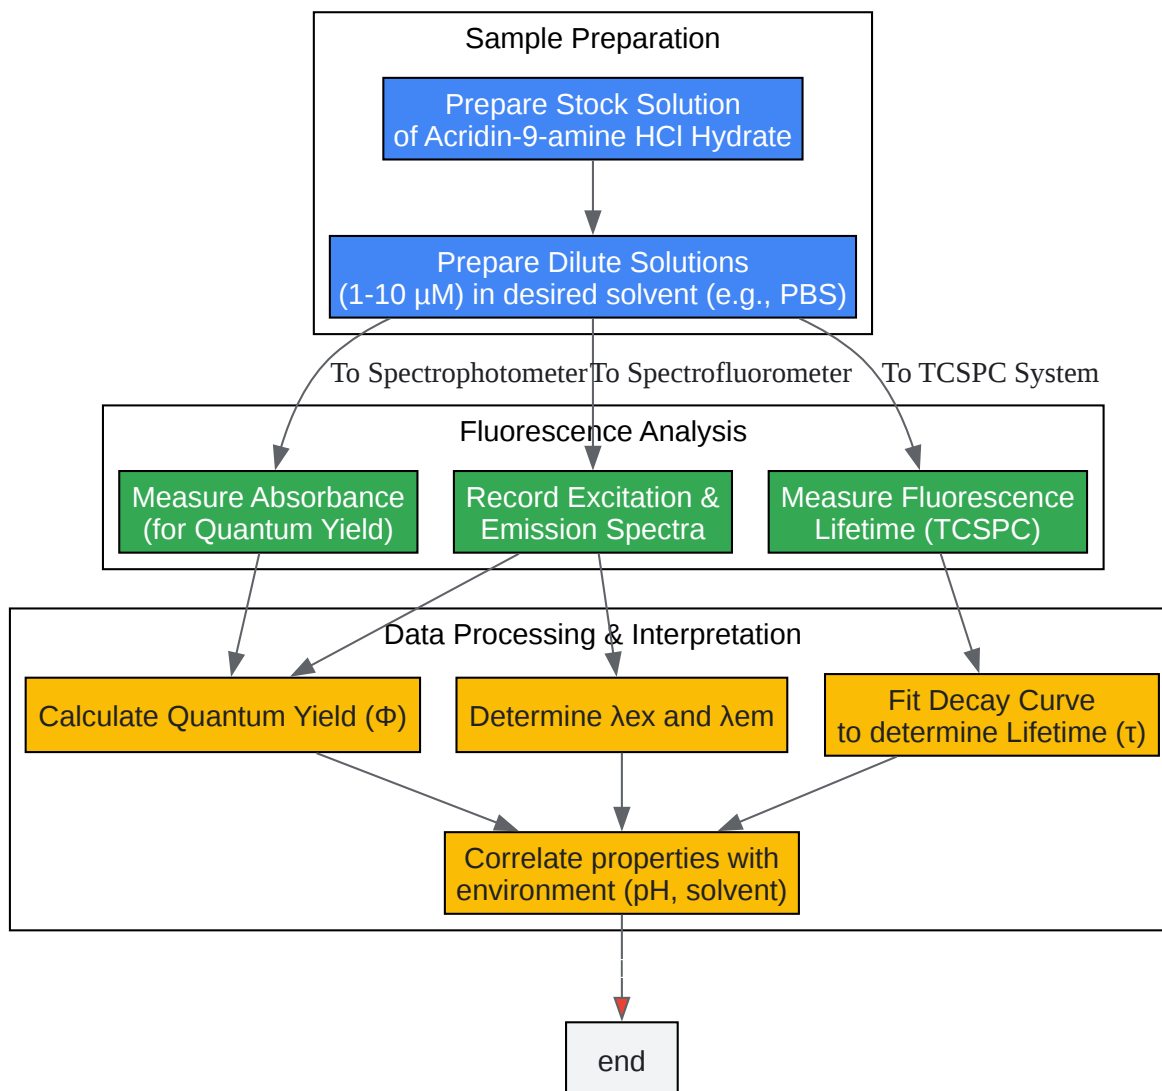 Sample Preparation
Prepare Stock Solution
of Acridin-9-amine HCl Hydrate
Prepare Dilute Solutions
(1-10 µM) in desired solvent (e.g., PBS)
To Spectrophotometer
To Spectrofluorometer
To TCSPC System
Fluorescence Analysis
Measure Absorbance
(for Quantum Yield)
Record Excitation &
Emission Spectra
Measure Fluorescence
Lifetime (TCSPC)
Data Processing & Interpretation
Calculate Quantum Yield (Φ)
Determine λex and λem
Fit Decay Curve
to determine Lifetime (τ)
Correlate properties with
environment (pH, solvent)
end